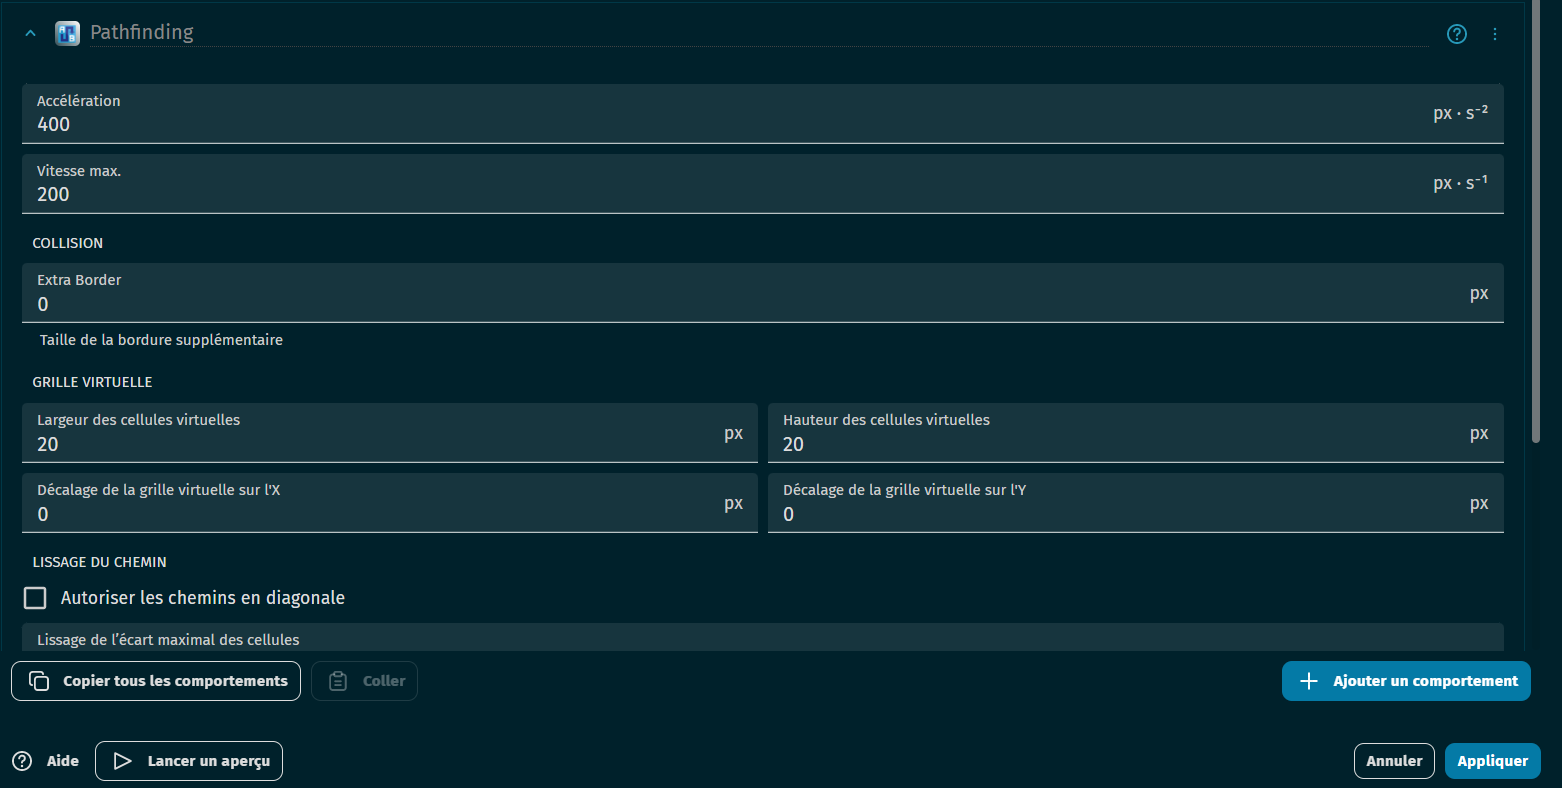 Pathfinding
Accélération
400
px · s⁻²
Vitesse max.
200
px · s⁻¹
COLLISION
Extra Border
0
px
Taille de la bordure supplémentaire
GRILLE VIRTUELLE
Largeur des cellules virtuelles
20
px
Hauteur des cellules virtuelles
20
px
Décalage de la grille virtuelle sur l'X
0
px
Décalage de la grille virtuelle sur l'Y
0
px
LISSAGE DU CHEMIN
Autoriser les chemins en diagonale
Lissage de l’écart maximal des cellules
Copier tous les comportements
Coller
Ajouter un comportement
Aide
Lancer un aperçu
Annuler
Appliquer